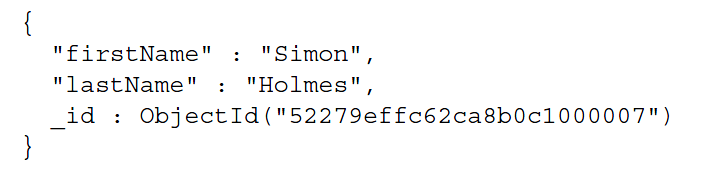 {
"firstName" : "Simon",
"lastName" : "Holmes",
_id : ObjectId("52279effc62ca8b0c1000007")
}